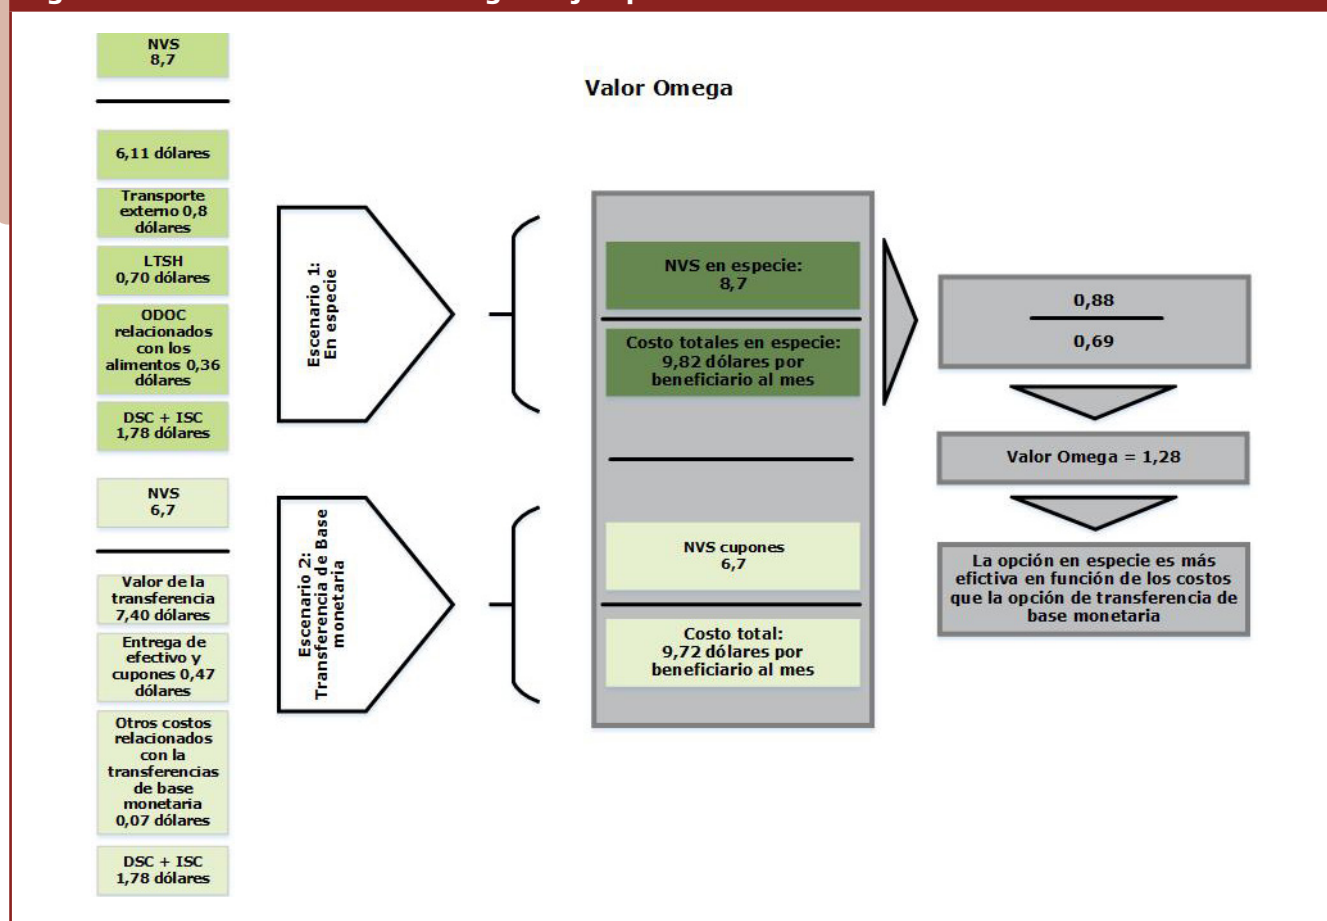 NVS
8,7
Valor Omega
6,11 dólares
Transporte
externo 0,8
dólares
LTSH
0,70 dólares
ODOC
relacionados
con los
alimentos 0,36
dólares
DSC + ISC
1,78 dólares
Escenario 1:
En especie
NVS en especie:
8,7
Costo totales en especie:
9,82 dólares por
beneficiario al mes
0,88
0,69
Valor Omega = 1,28
La opción en especie es más
efictiva en función de los costos
que la opción de transferencia de
base monetaria
NVS
6,7
Valor de la
transferencia
7,40 dólares
Entrega de
efectivo y
cupones 0,47
dólares
Otros costos
relacionados
con la
transferencias
de base
monetaria
0,07 dólares
DSC + ISC
1,78 dólares
Escenario 2:
Transferencia de Base
monetaria
NVS cupones
6,7
Costo total:
9,72 dólares por
beneficiario al mes